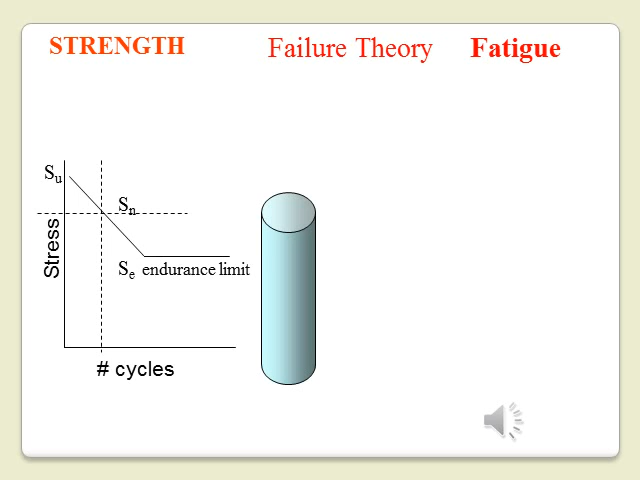 STRENGTH Failure Theory Fatigue
Su
Sn
Se endurance limit
Stress
# cycles